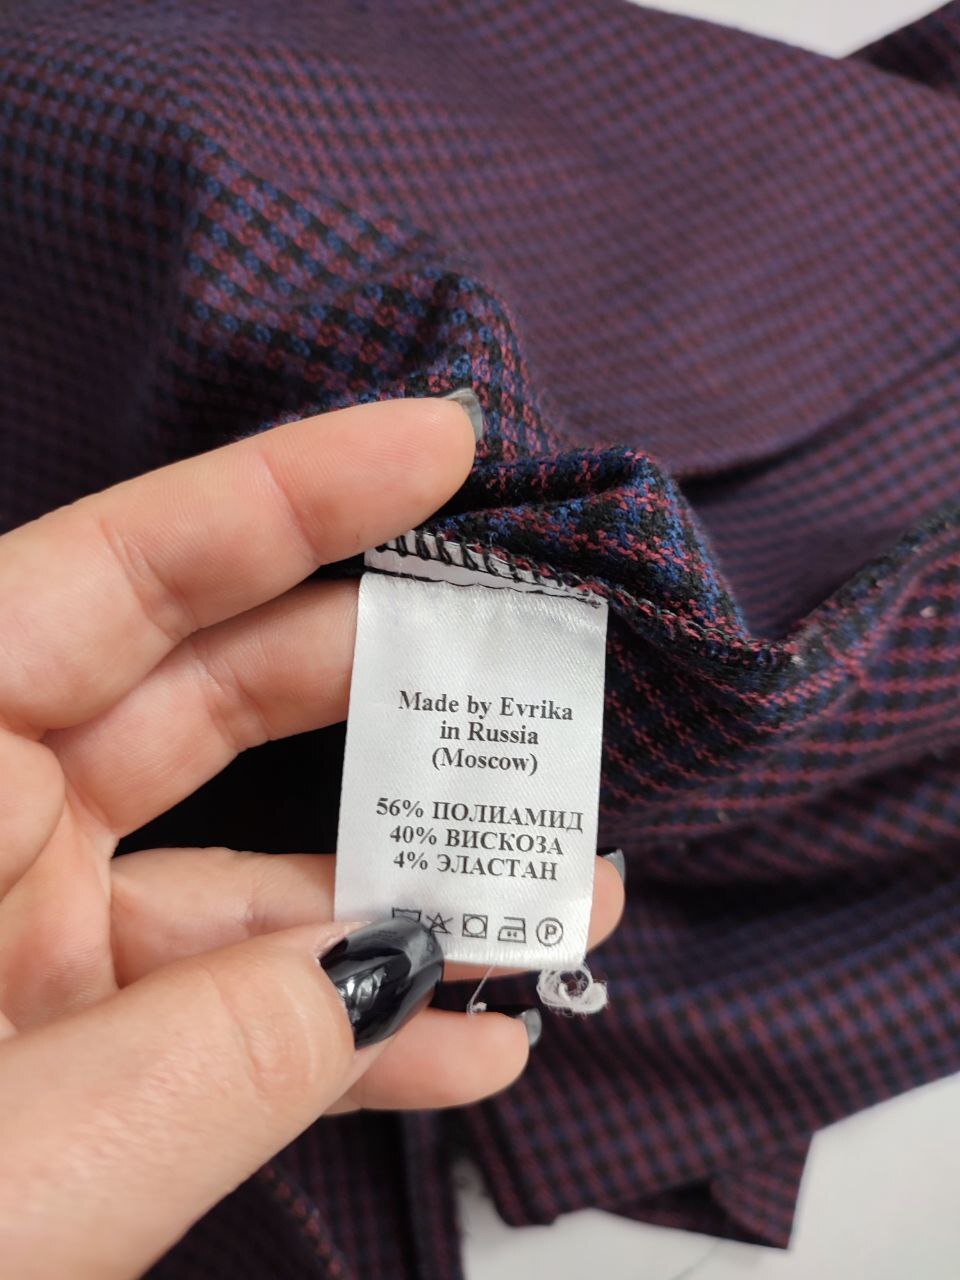 Made by Evrika
in Russia
(Moscow)
56% ПОЛИАМИД
40% ВИСКОЗА
4% ЭЛАСТАН
P